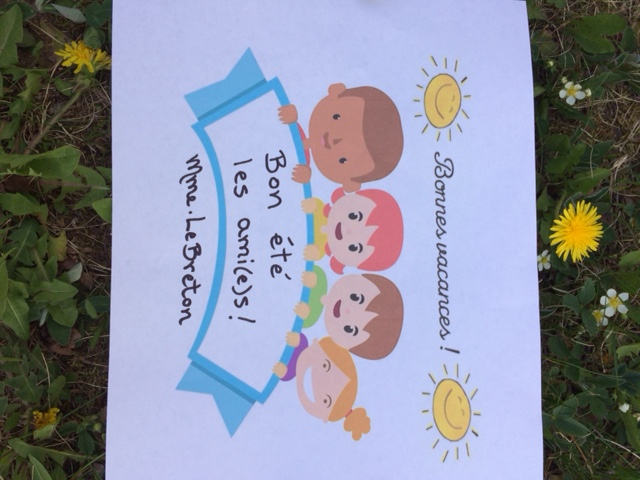 Bonnes vacances !
Bon été
les ami(e)s!
Mme. LeBreton